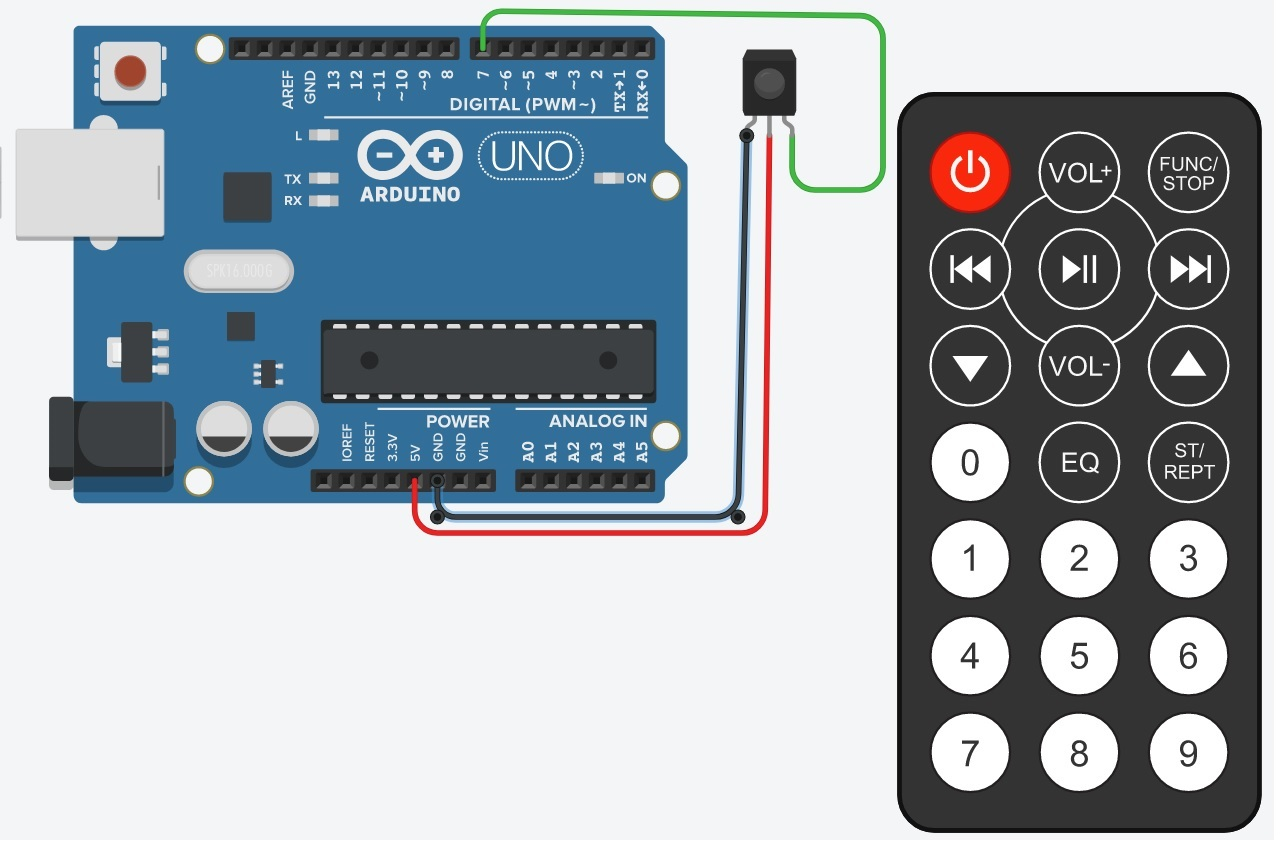 AREF
GND
13
12
~11
~10
~9
8
7
~6
~5
4
~3
2
TX→1
RX←0
DIGITAL (PWM~)
L
TX
RX
UNO
ON
ARDUINO
SPK16.000G
POWER
ANALOG IN
IOREF
RESET
3.3V
5V
GND
GND
Vin
A0
A1
A2
A3
A4
A5
VOL+
FUNC/
STOP
VOL-
0
EQ
ST/
REPT
1 2 3
4 5 6
7 8 9